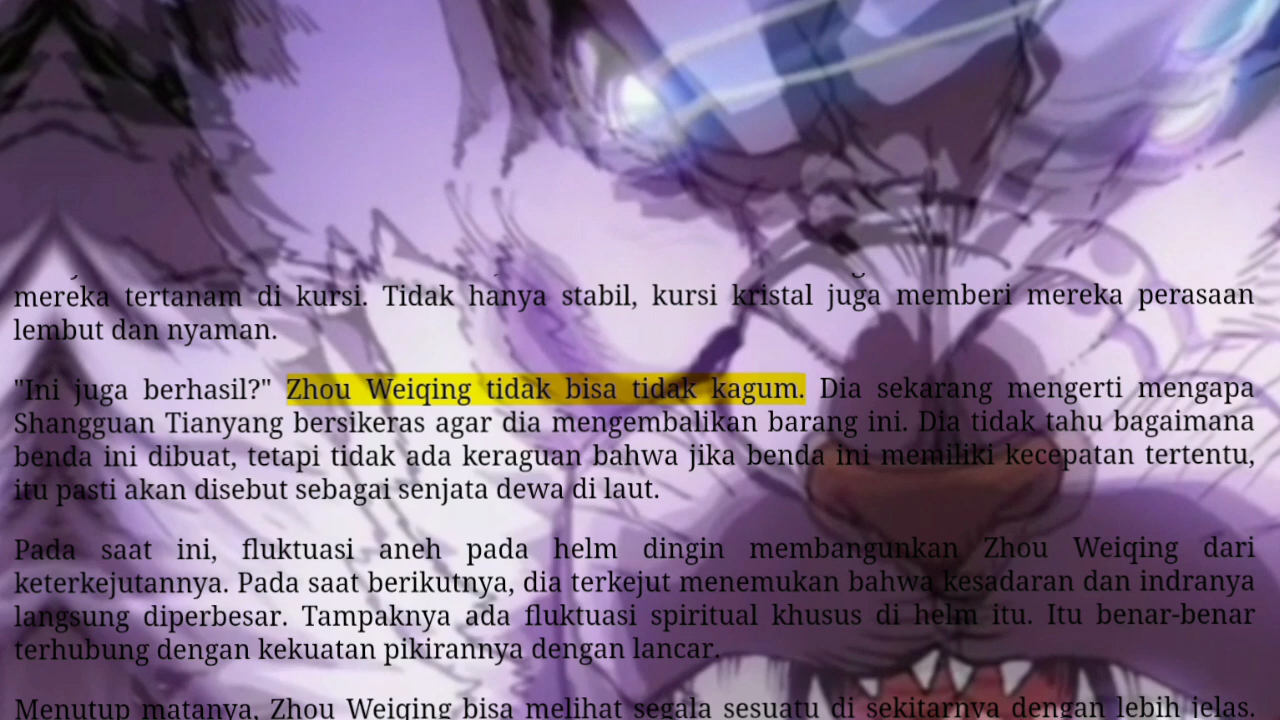 mereka tertanam di kursi. Tidak hanya stabil, kursi kristal juga memberi mereka perasaan
lembut dan nyaman.
"Ini juga berhasil?" Zhou Weiqing tidak bisa tidak kagum. Dia sekarang mengerti mengapa
Shangguan Tianyang bersikeras agar dia mengembalikan barang ini. Dia tidak tahu bagaimana
benda ini dibuat, tetapi tidak ada keraguan bahwa jika benda ini memiliki kecepatan tertentu,
itu pasti akan disebut sebagai senjata dewa di laut.
Pada saat ini, fluktuasi aneh pada helm dingin membangunkan Zhou Weiqing dari
keterkejutannya. Pada saat berikutnya, dia terkejut menemukan bahwa kesadaran dan indranya
langsung diperbesar. Tampaknya ada fluktuasi spiritual khusus di helm itu. Itu benar-benar
terhubung dengan kekuatan pikirannya dengan lancar.
Menutup matanya, Zhou Weiqing bisa melihat segala sesuatu di sekitarnya dengan lebih jelas.